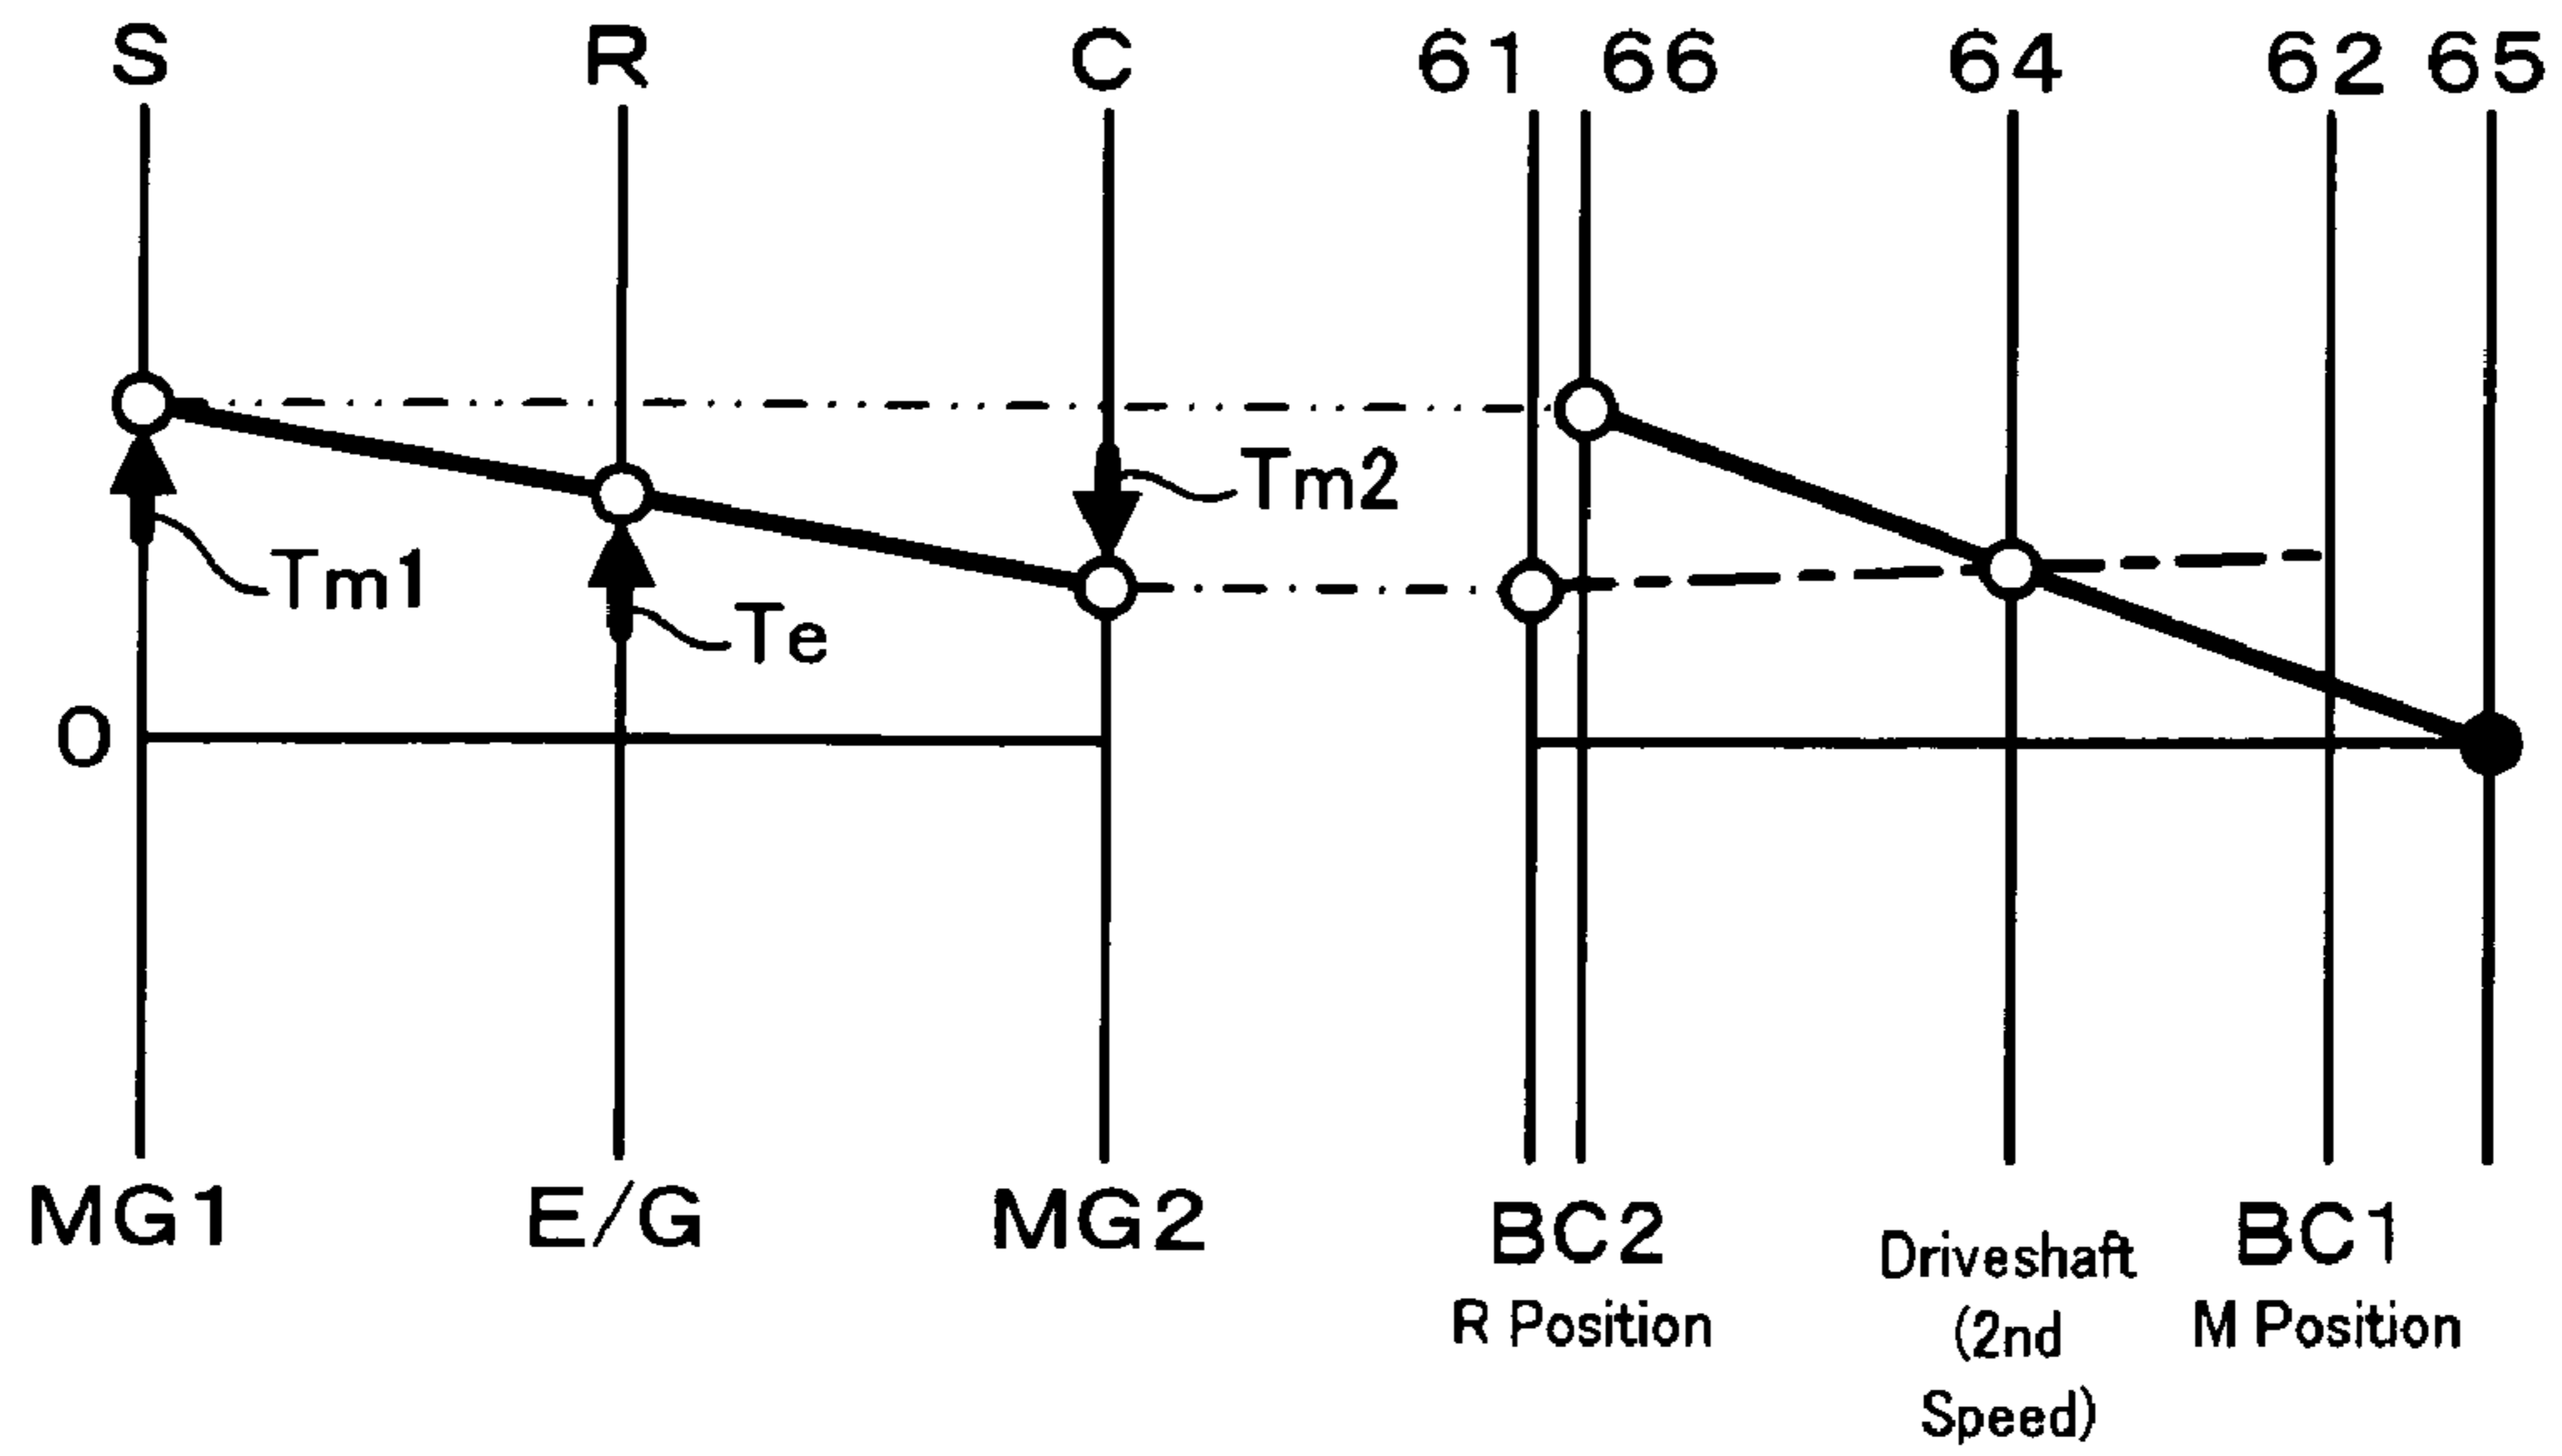 S R C 61 66 64 62 65
Tm2
Tm1
Te
0
MG1 E/G MG2 BC2 Driveshaft BC1
R Position (2nd M Position
Speed)